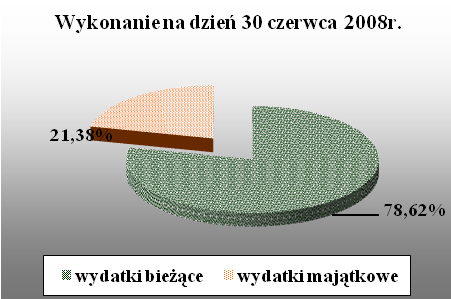 Wykonanie na dzień 30 czerwca 2008r.
21,38%
78,62%
wydatki bieżące wydatki majątkowe